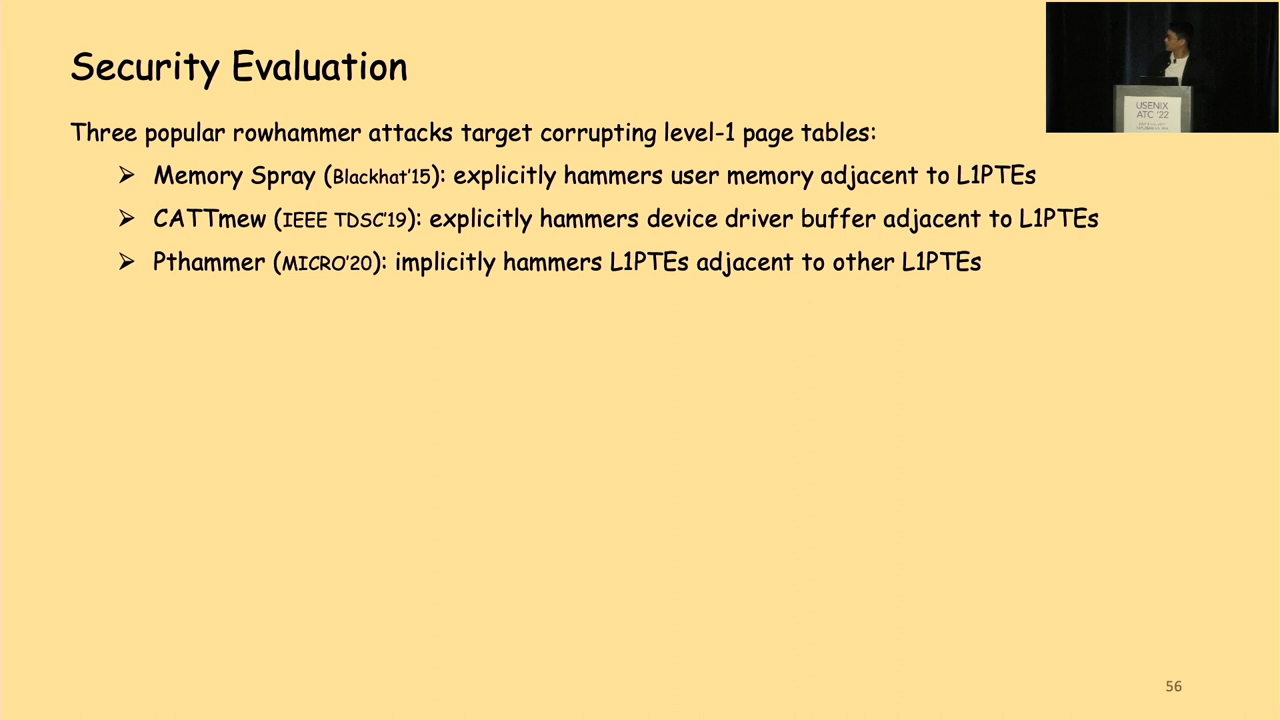 Security Evaluation
USENIX
ATC '22
Three popular rowhammer attacks target corrupting level-1 page tables:
➢ Memory Spray (Blackhat'15): explicitly hammers user memory adjacent to L1PTEs
➢ CATTmew (IEEE TDSC'19): explicitly hammers device driver buffer adjacent to L1PTEs
➢ Pthammer (MICRO'20): implicitly hammers L1PTEs adjacent to other L1PTEs
56